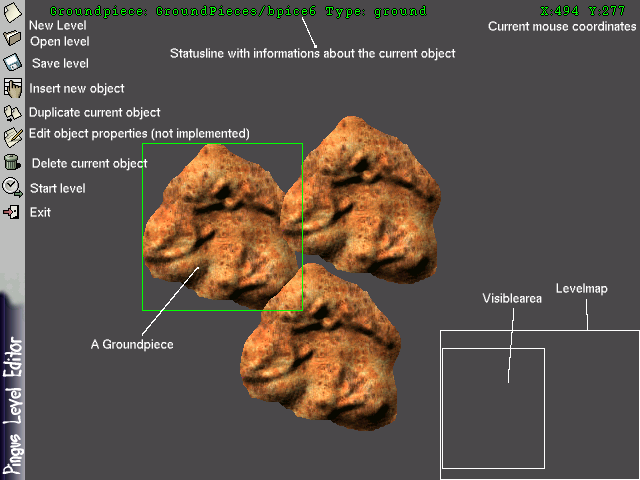 Groundpiece: GroundPieces/bpice6 Type: ground
X:494 Y:277
New Level
Current mouse coordinates
Open level
Statusline with informations about the current object
Save level
Insert new object
Duplicate current object
Edit object properties (not implemented)
Delete current object
Start level
Exit
Levelmap
Visiblearea
A Groundpiece
Pingus Level Editor